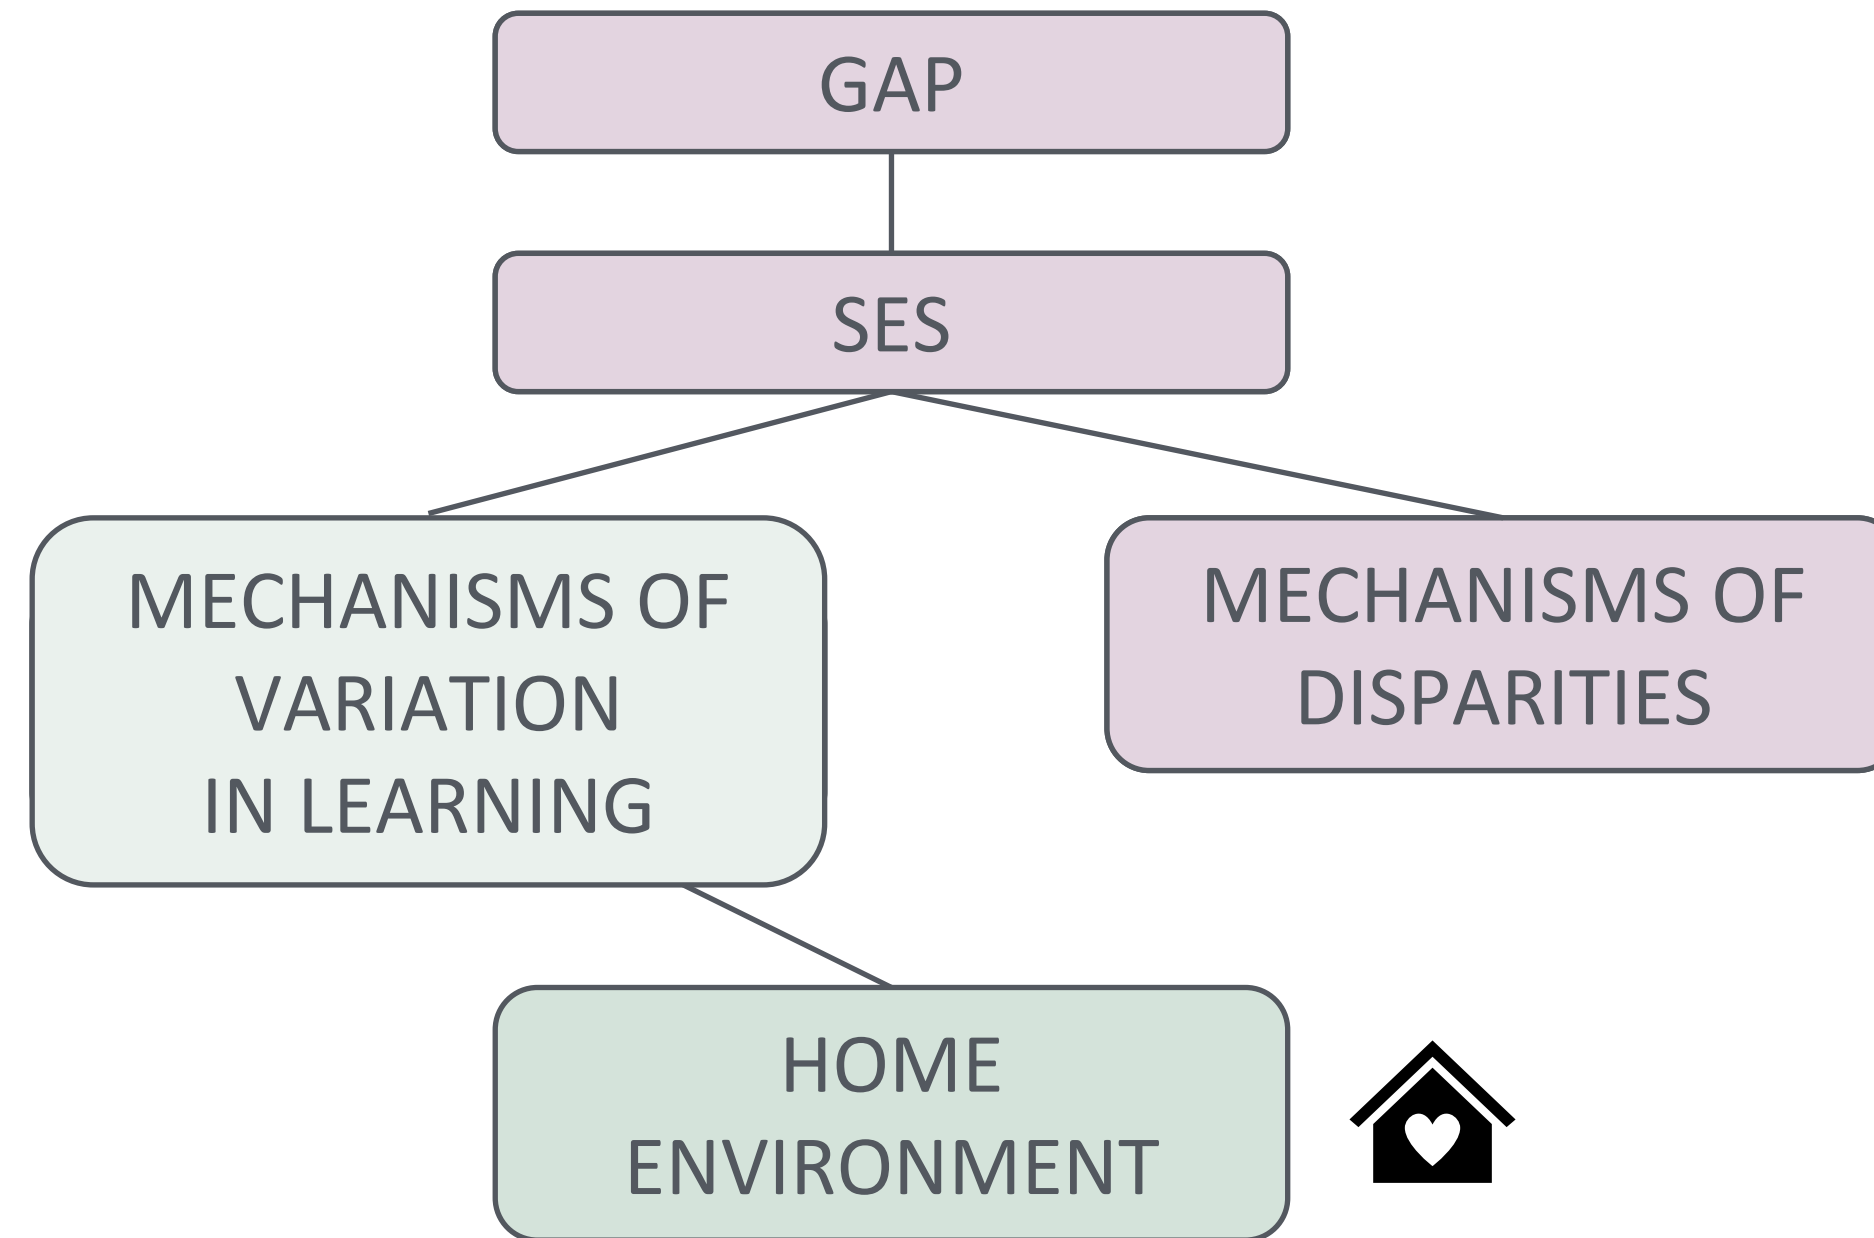 GAP
SES
MECHANISMS OF
VARIATION
IN LEARNING
MECHANISMS OF
DISPARITIES
HOME
ENVIRONMENT